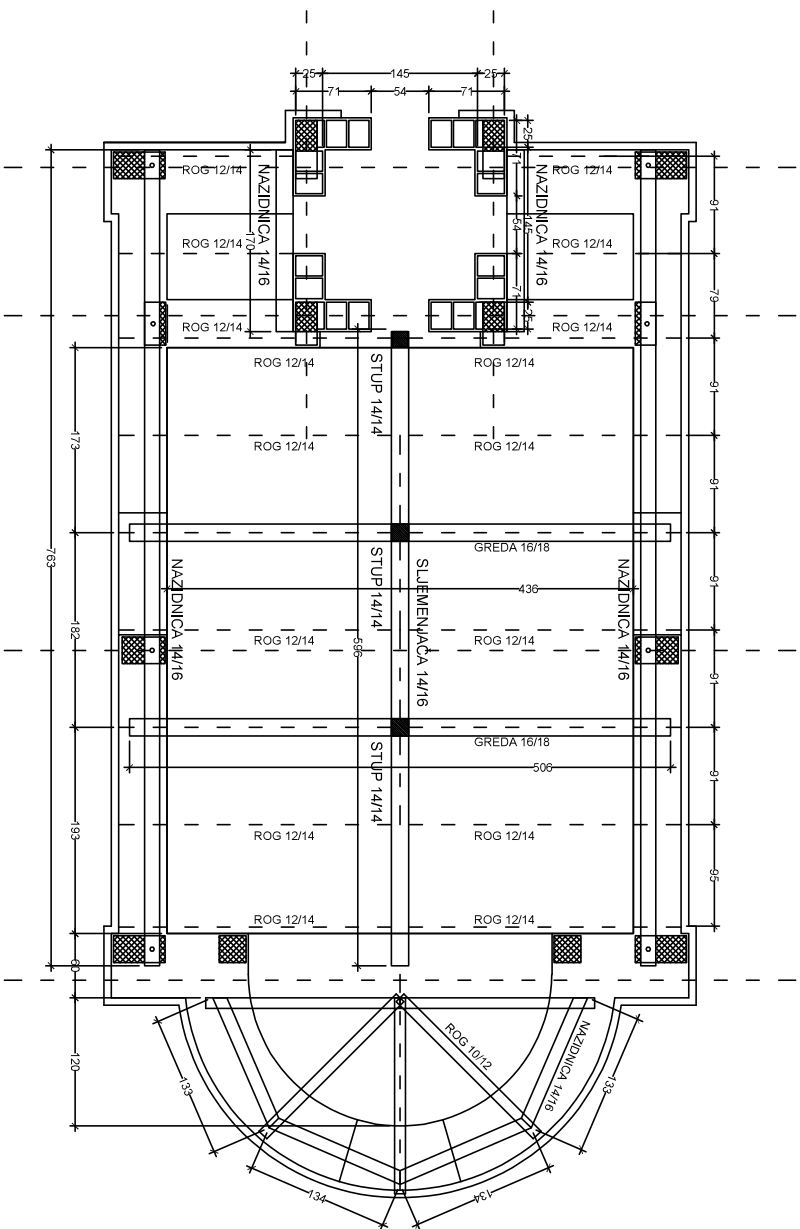 25 145 25
71 54 71
ROG 12/14
ROG 12/14
NAZIDNICA 14/16
NAZIDNICA 14/16
170
25
71
54
145
71
25
91
79
ROG 12/14
ROG 12/14
ROG 12/14
ROG 12/14
ROG 12/14
ROG 12/14
STUP 14/14
91
173
ROG 12/14
ROG 12/14
91
GREDA 16/18
763
NAZIDNICA 14/16
STUP 14/14
SLJEMENJAČA 14/16
436
NAZIDNICA 14/16
91
182
ROG 12/14
596
ROG 12/14
91
GREDA 16/18
506
STUP 14/14
91
193
ROG 12/14
ROG 12/14
95
ROG 12/14
ROG 12/14
60
120
ROG 10/12
NAZIDNICA 14/16
133
133
134
134